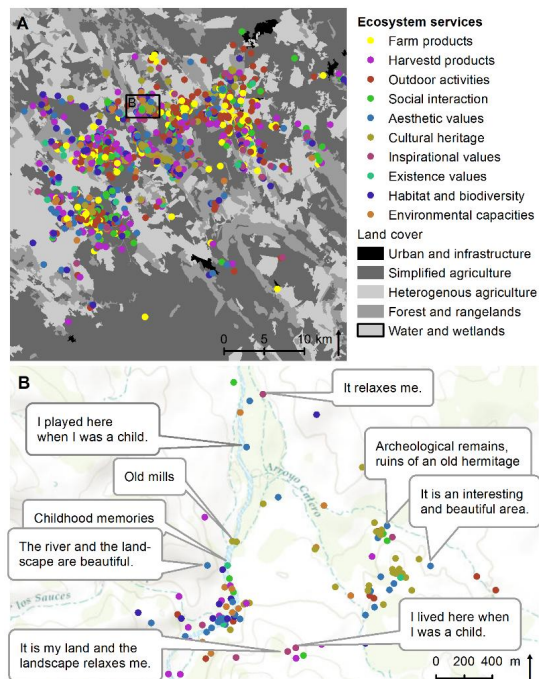 A
B
0 5 10 km
Ecosystem services
Farm products
Harvestd products
Outdoor activities
Social interaction
Aesthetic values
Cultural heritage
Inspirational values
Existence values
Habitat and biodiversity
Environmental capacities
Land cover
Urban and infrastructure
Simplified agriculture
Heterogenous agriculture
Forest and rangelands
Water and wetlands
B
It relaxes me.
I played here
when I was a child.
Archeological remains,
ruins of an old hermitage
Old mills
Arroyo Calero
It is an interesting
and beautiful area.
Childhood memories
The river and the land-
scape are beautiful.
los Sauces
I lived here when
I was a child.
It is my land and the
landscape relaxes me.
0 200 400 m